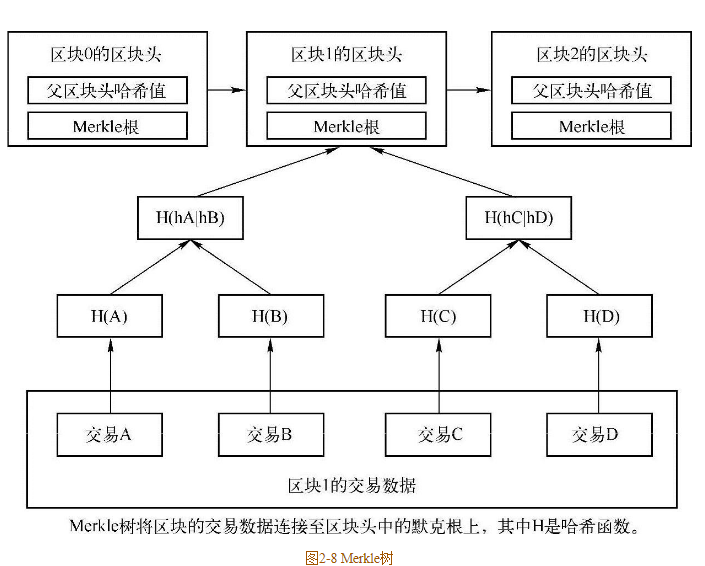 区块0的区块头
区块1的区块头
区块2的区块头
父区块头哈希值
父区块头哈希值
父区块头哈希值
Merkle根
Merkle根
Merkle根
H(hA|hB)
H(hC|hD)
H(A)
H(B)
H(C)
H(D)
交易A
交易B
交易C
交易D
区块1的交易数据
Merkle树将区块的交易数据连接至区块头中的默克根上，其中H是哈希函数。
图2-8 Merkle树